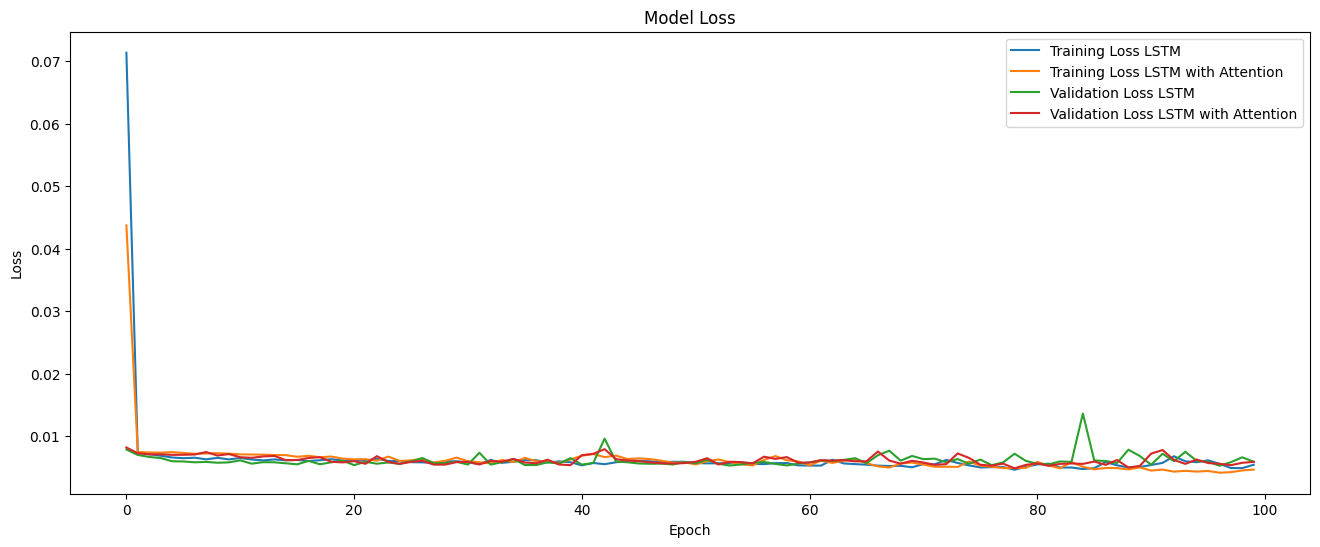 Model Loss
Training Loss LSTM
Training Loss LSTM with Attention
Validation Loss LSTM
Validation Loss LSTM with Attention
Loss
0.07
0.06
0.05
0.04
0.03
0.02
0.01
0 20 40 60 80 100
Epoch